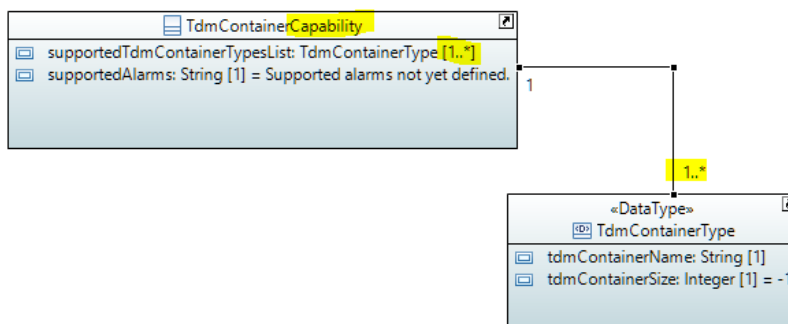 TdmContainerCapability
supportedTdmContainerTypesList: TdmContainerType [1..*]
supportedAlarms: String [1] = Supported alarms not yet defined.
1
1..*
«DataType»
<D> TdmContainerType
tdmContainerName: String [1]
tdmContainerSize: Integer [1] = -1